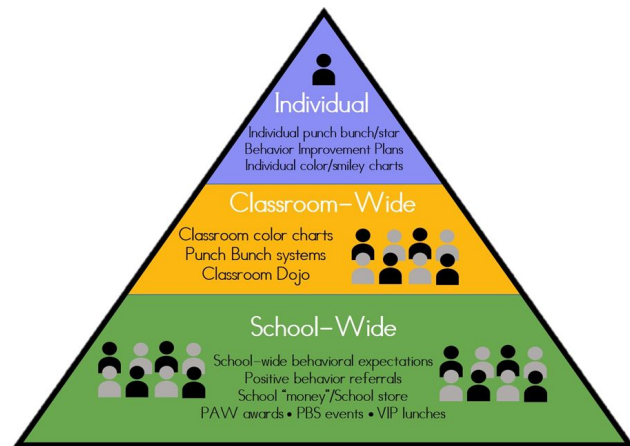 Individual
Individual punch bunch/star
Behavior Improvement Plans
Individual color/smiley charts
Classroom-Wide
Classroom color charts
Punch Bunch systems
Classroom Dojo
School-Wide
School-wide behavioral expectations
Positive behavior referrals
School "money"/School store
PAW awards • PBS events • VIP lunches